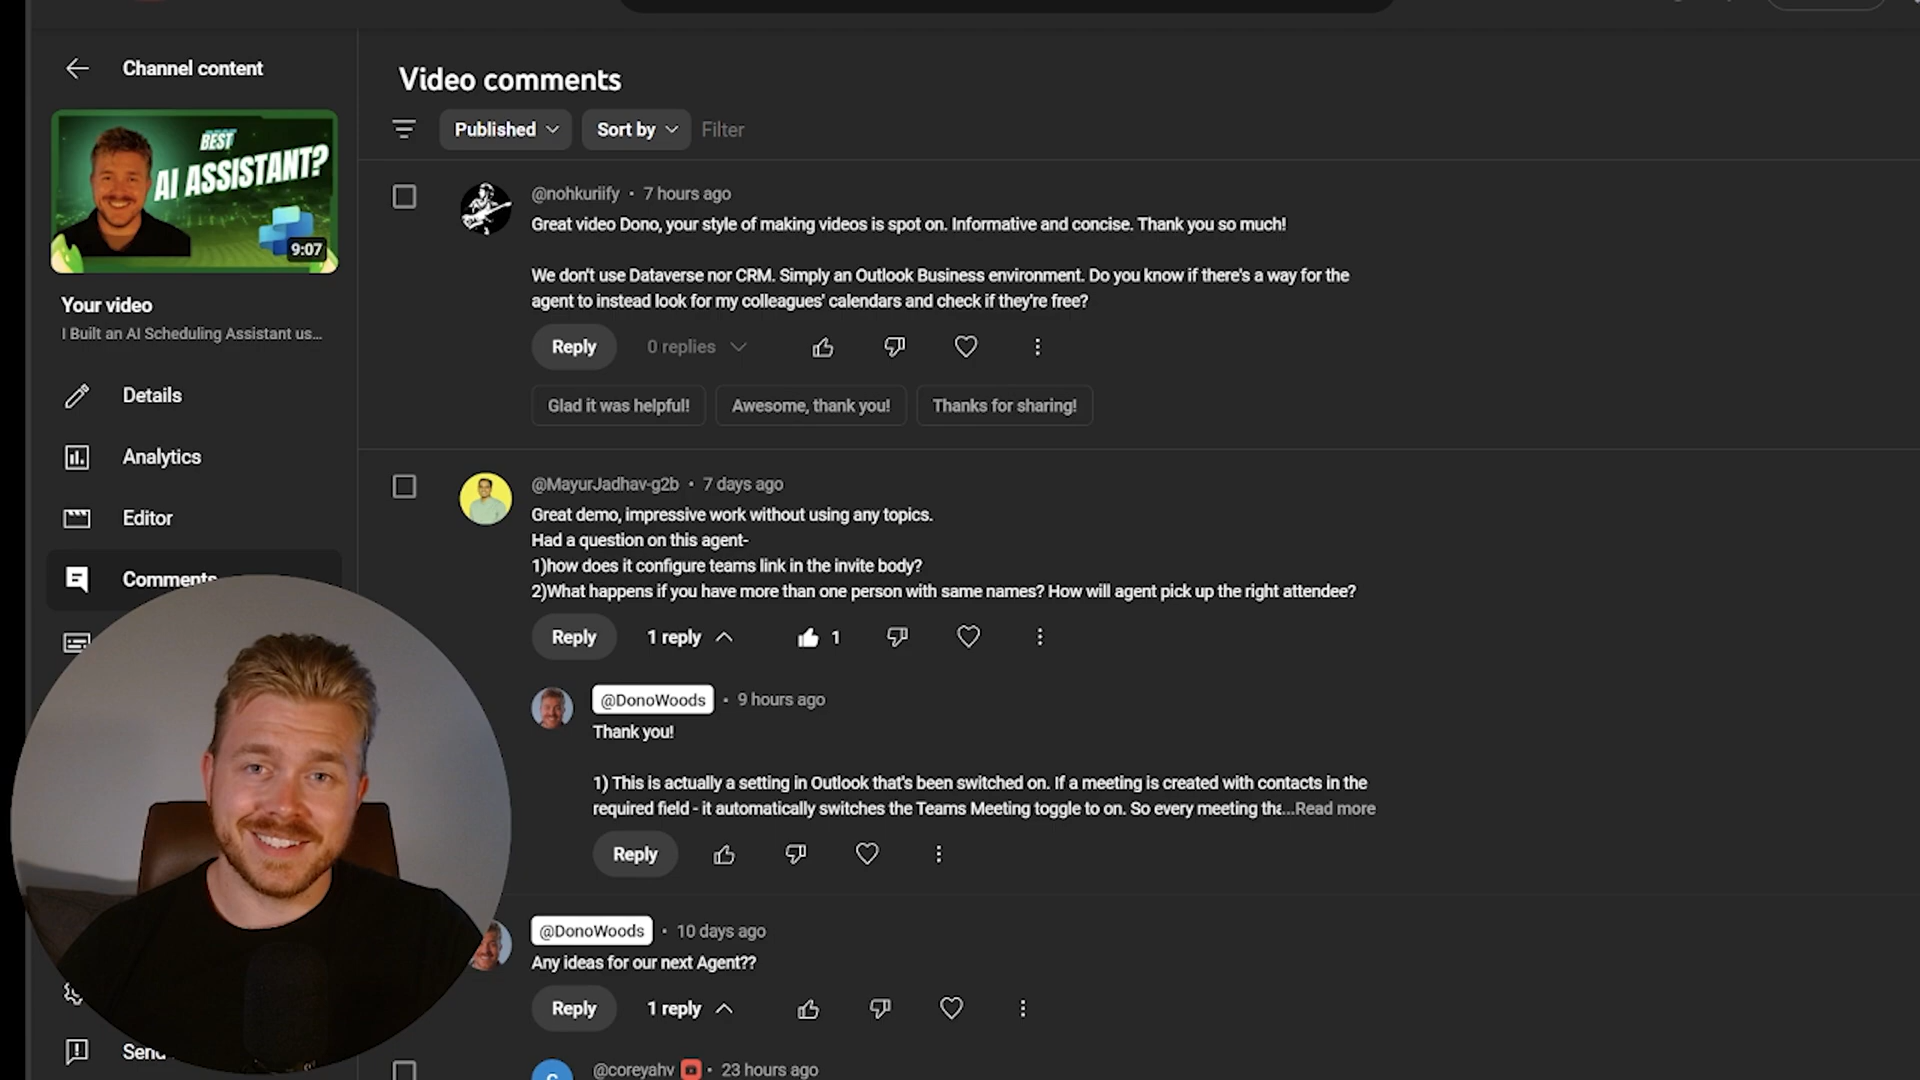 Channel content
BEST
AI ASSISTANT?
9:07
Your video
I Built an AI Scheduling Assistant us...
Details
Analytics
Editor
Comments
Send
Video comments
Published
Sort by
Filter
@nohkuriify • 7 hours ago
Great video Dono, your style of making videos is spot on. Informative and concise. Thank you so much!
We don't use Dataverse nor CRM. Simply an Outlook Business environment. Do you know if there's a way for the
agent to instead look for my colleagues' calendars and check if they're free?
Reply
0 replies
Glad it was helpful!
Awesome, thank you!
Thanks for sharing!
@MayurJadhav-g2b • 7 days ago
Great demo, impressive work without using any topics.
Had a question on this agent-
1)how does it configure teams link in the invite body?
2)What happens if you have more than one person with same names? How will agent pick up the right attendee?
Reply
1 reply
1
@DonoWoods • 9 hours ago
Thank you!
1) This is actually a setting in Outlook that's been switched on. If a meeting is created with contacts in the
required field - it automatically switches the Teams Meeting toggle to on. So every meeting tha...Read more
Reply
@DonoWoods • 10 days ago
Any ideas for our next Agent??
Reply
1 reply
@coreyahv • 23 hours ago